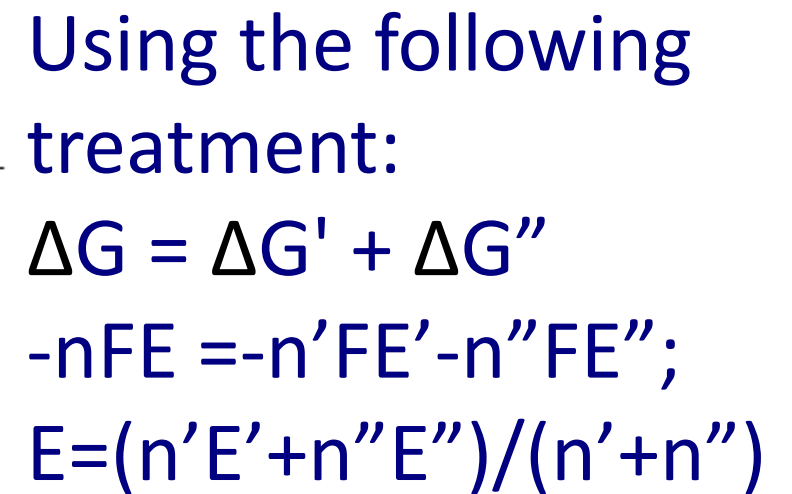 Using the following
treatment:
ΔG = ΔG' + ΔG”
-nFE =-n’FE’-n”FE”;
E=(n’E’+n”E”)/(n’+n”)